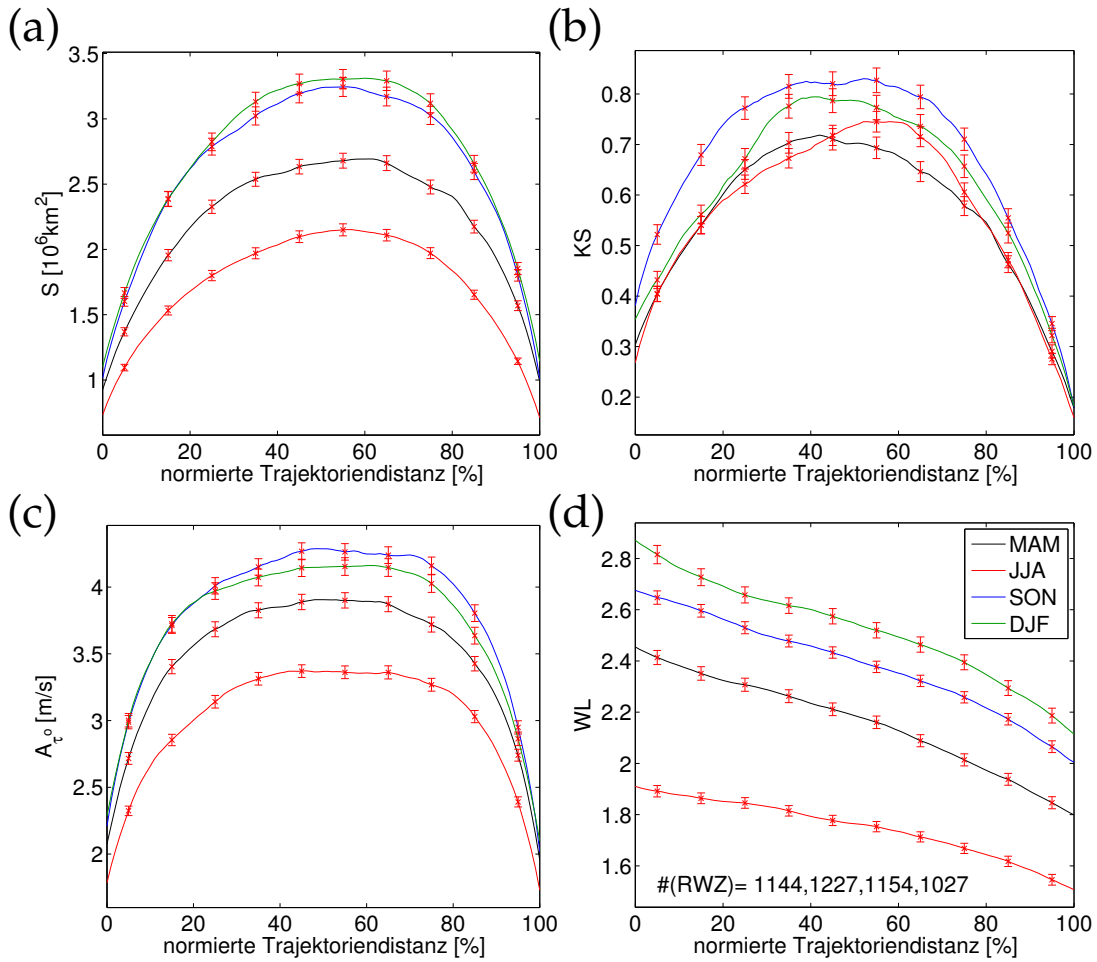 (a)
3.5
3
2.5
2
1.5
1
S [10⁶km²]
0 20 40 60 80 100
normierte Trajektoriendistanz [%]
(b)
0.8
0.7
0.6
0.5
0.4
0.3
0.2
KS
0 20 40 60 80 100
normierte Trajektoriendistanz [%]
(c)
4
3.5
3
2.5
2
A_τ° [m/s]
0 20 40 60 80 100
normierte Trajektoriendistanz [%]
(d)
2.8
2.6
2.4
2.2
2
1.8
1.6
WL
MAM
JJA
SON
DJF
#(RWZ)= 1144,1227,1154,1027
0 20 40 60 80 100
normierte Trajektoriendistanz [%]